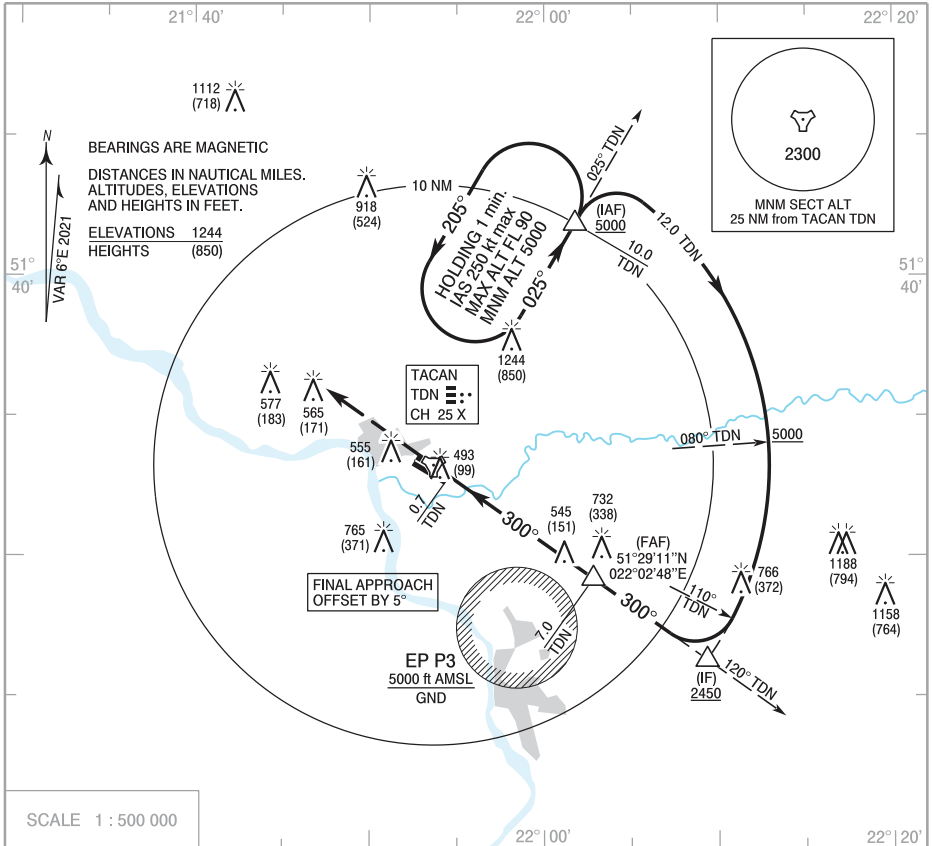 21° 40'
22° 00'
22° 20'
1112
(718)
N
VAR 6°E 2021
BEARINGS ARE MAGNETIC
DISTANCES IN NAUTICAL MILES.
ALTITUDES, ELEVATIONS
AND HEIGHTS IN FEET.
ELEVATIONS 1244
HEIGHTS (850)
918
(524)
10 NM
205°
HOLDING 1 min.
IAS 250 kt max
MAX ALT FL 90
MNM ALT 5000
025°
025° TDN
(IAF)
5000
12.0 TDN
10.0
TDN
2300
MNM SECT ALT
25 NM from TACAN TDN
51°
40'
51°
40'
1244
(850)
577
(183)
565
(171)
TACAN
TDN
CH 25 X
080° TDN
5000
555
(161)
493
(99)
0.7
TDN
765
(371)
300°
545
(151)
732
(338)
(FAF)
51°29'11"N
022°02'48"E
1188
(794)
766
(372)
1158
(764)
FINAL APPROACH
OFFSET BY 5°
300°
110°
TDN
7.0
TDN
EP P3
5000 ft AMSL
GND
(IF)
2450
120° TDN
SCALE 1 : 500 000
22° 00'
22° 20'